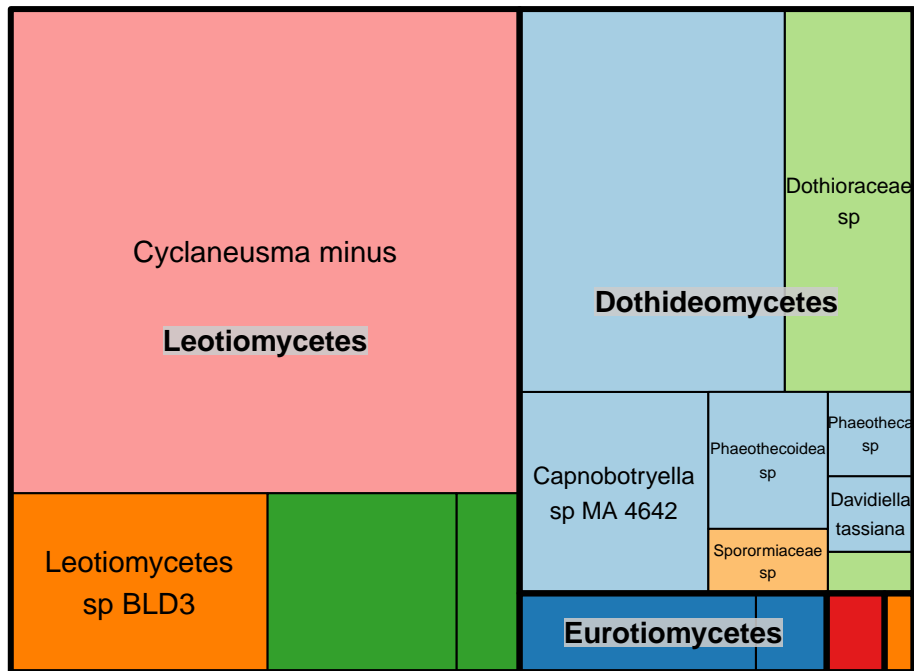 Cyclaneusma minus
Leotiomycetes
Leotiomycetes
sp BLD3
Dothioraceae
sp
Dothideomycetes
Capnobotryella
sp MA 4642
Phaeothecoidea
sp
Phaeotheca
sp
Davidiella
tassiana
Sporormiaceae
sp
Eurotiomycetes